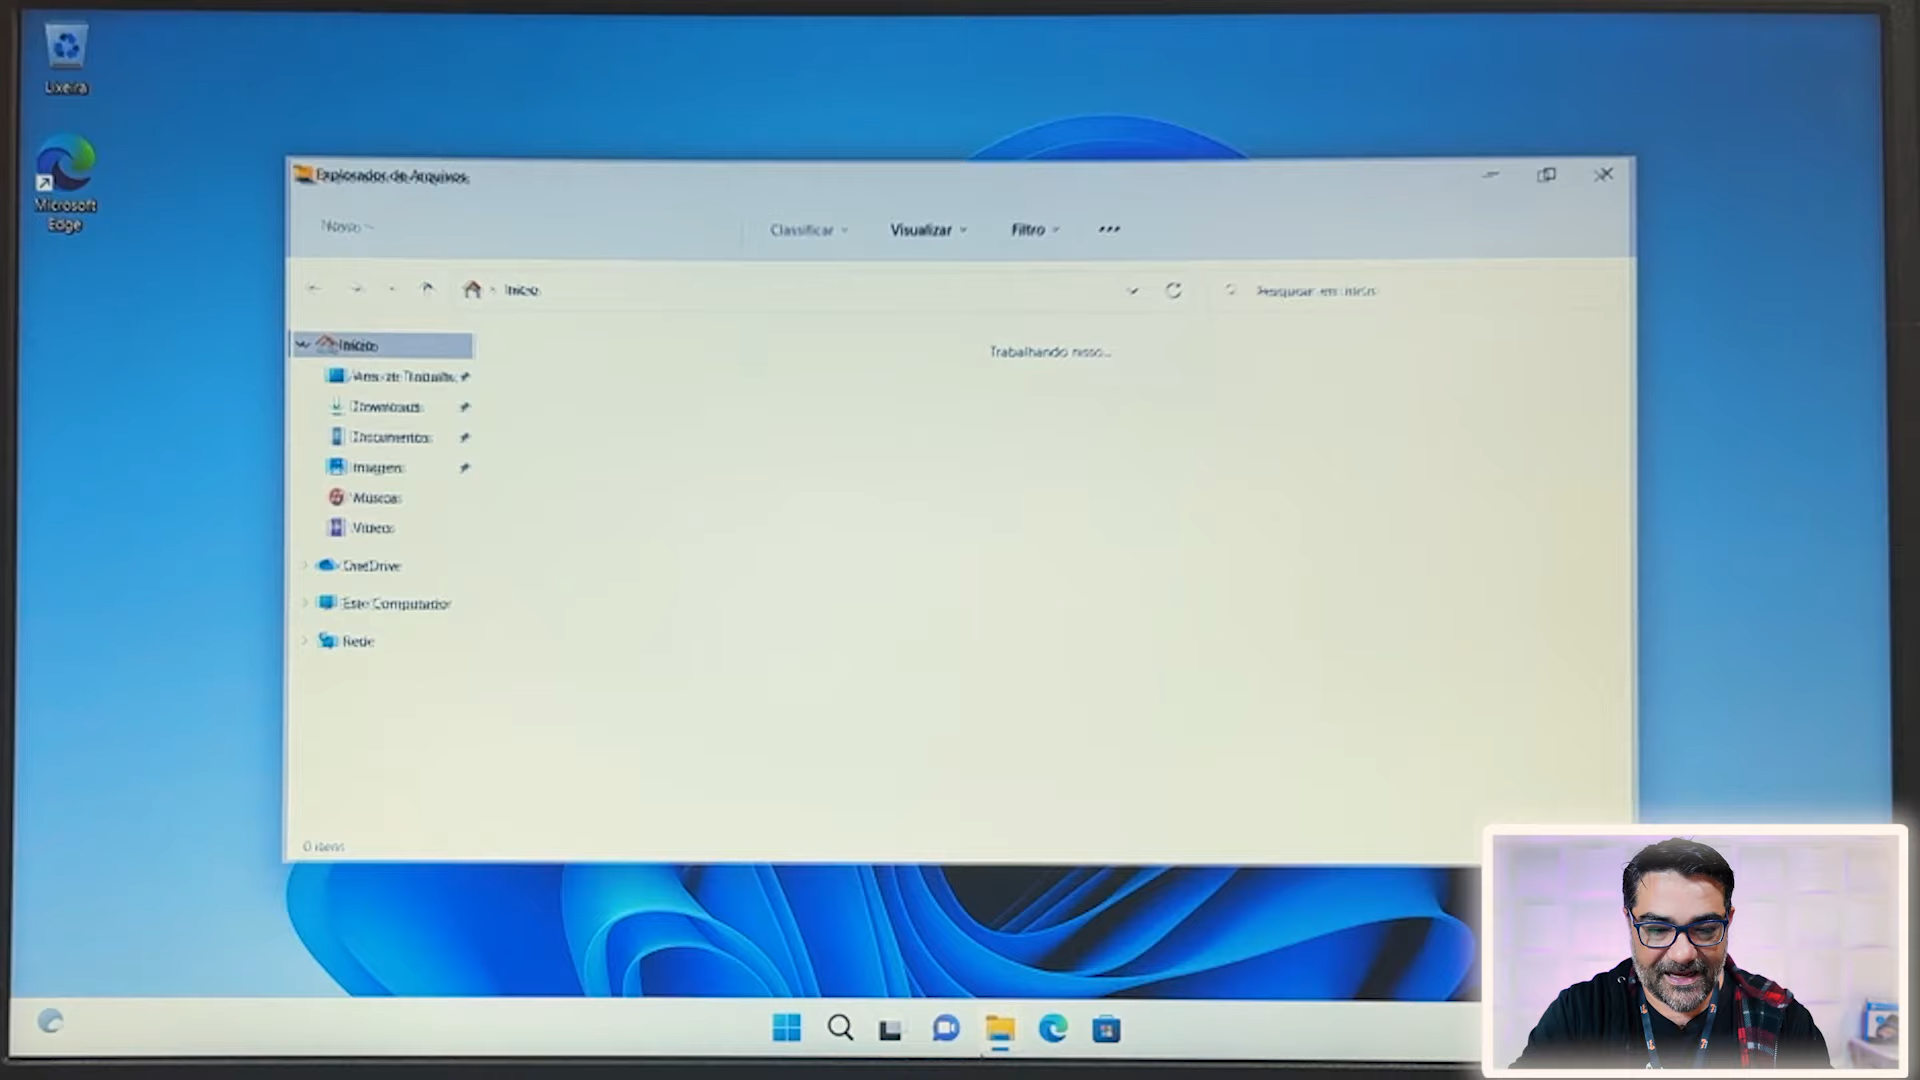 Lixeira
Microsoft
Edge
Explorador de Arquivos
Novo
Classificar
Visualizar
Filtro
Início
Pesquisar em Início
Início
Área de Trabalho
Trabalhando nisso...
Downloads
Documentos
Imagens
Músicas
Vídeos
OneDrive
Este Computador
Rede
0 itens